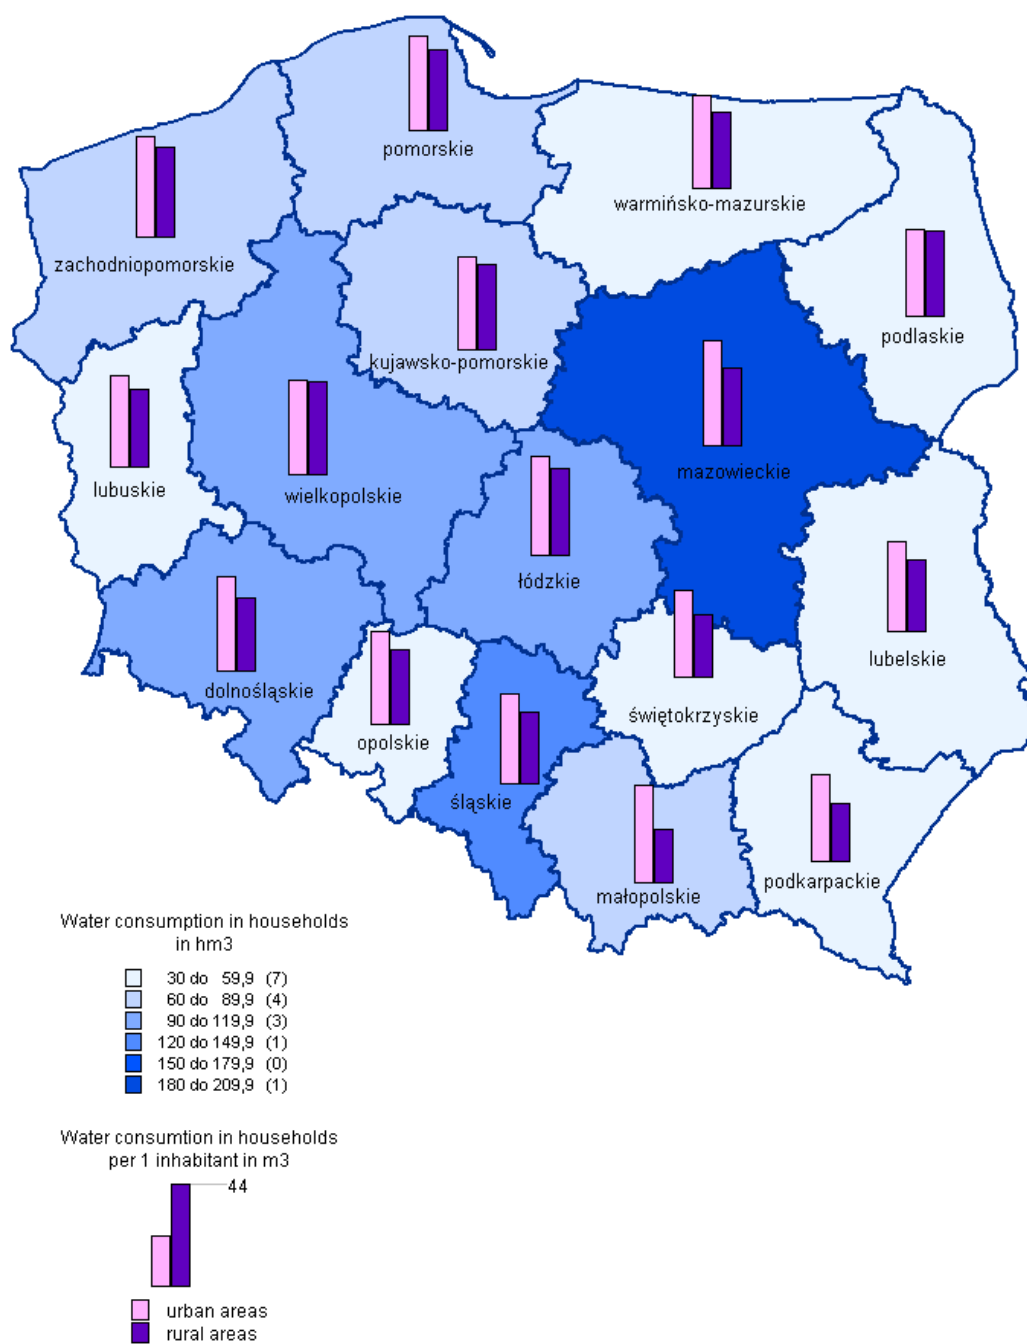 pomorskie
warmińsko-mazurskie
zachodniopomorskie
podlaskie
kujawsko-pomorskie
mazowieckie
lubuskie
wielkopolskie
łódzkie
lubelskie
dolnośląskie
świętokrzyskie
opolskie
śląskie
podkarpackie
małopolskie
Water consumption in households
in hm3
30 do 59,9 (7)
60 do 89,9 (4)
90 do 119,9 (3)
120 do 149,9 (1)
150 do 179,9 (0)
180 do 209,9 (1)
Water consumtion in households
per 1 inhabitant in m3
44
urban areas
rural areas